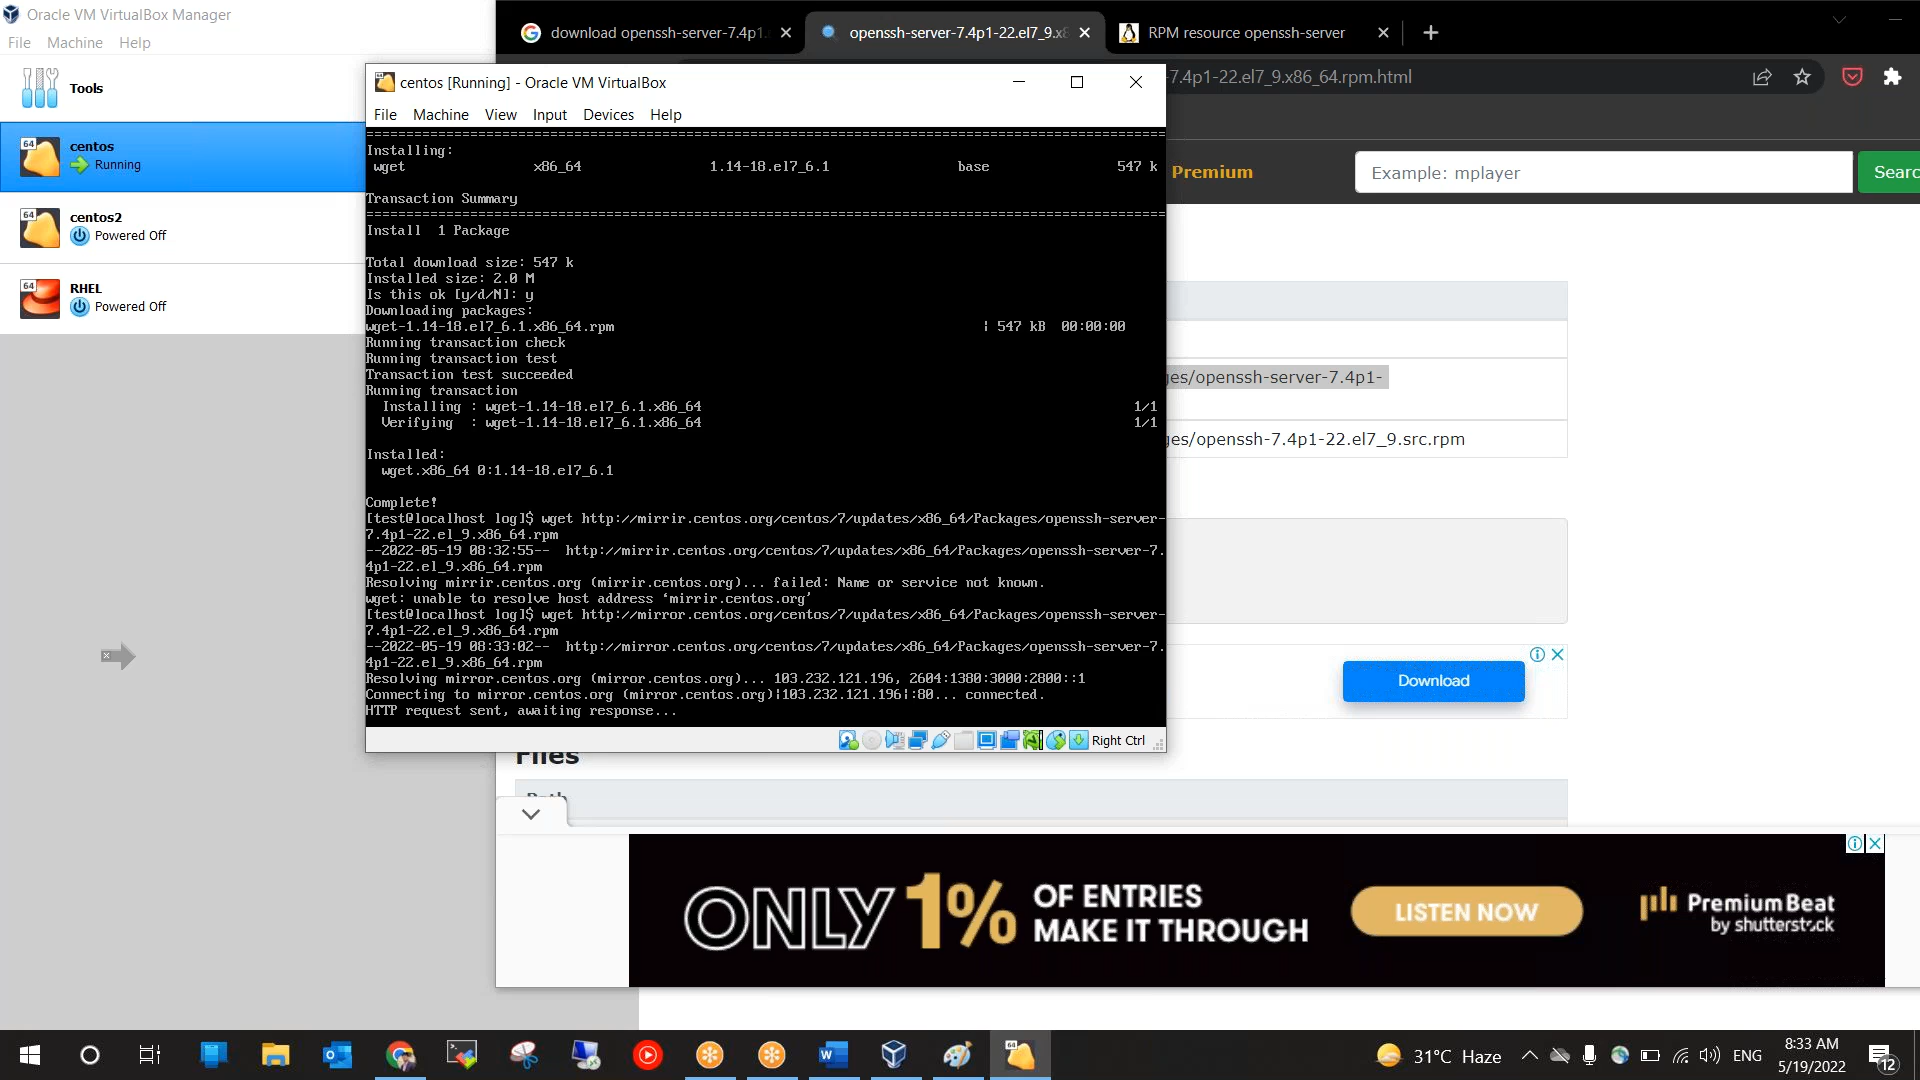 Oracle VM VirtualBox Manager
File Machine Help
Tools
64 centos
Running
64 centos2
Powered Off
64 RHEL
Powered Off
download openssh-server-7.4p1.
openssh-server-7.4p1-22.el7_9.x8
RPM resource openssh-server
7.4p1-22.el7_9.x86_64.rpm.html
Premium
Example: mplayer
Searc
ges/openssh-server-7.4p1-
ges/openssh-7.4p1-22.el7_9.src.rpm
Download
centos [Running] - Oracle VM VirtualBox
File Machine View Input Devices Help
================================================================================
Installing:
wget x86_64 1.14-18.el7_6.1 base 547 k
Transaction Summary
================================================================================
Install 1 Package
Total download size: 547 k
Installed size: 2.0 M
Is this ok [y/d/N]: y
Downloading packages:
wget-1.14-18.el7_6.1.x86_64.rpm | 547 kB 00:00:00
Running transaction check
Running transaction test
Transaction test succeeded
Running transaction
Installing : wget-1.14-18.el7_6.1.x86_64 1/1
Verifying : wget-1.14-18.el7_6.1.x86_64 1/1
Installed:
wget.x86_64 0:1.14-18.el7_6.1
Complete!
[test@localhost log]$ wget http://mirrir.centos.org/centos/7/updates/x86_64/Packages/openssh-server-
7.4p1-22.el_9.x86_64.rpm
--2022-05-19 08:32:55-- http://mirrir.centos.org/centos/7/updates/x86_64/Packages/openssh-server-7.
4p1-22.el_9.x86_64.rpm
Resolving mirrir.centos.org (mirrir.centos.org)... failed: Name or service not known.
wget: unable to resolve host address ‘mirrir.centos.org’
[test@localhost log]$ wget http://mirror.centos.org/centos/7/updates/x86_64/Packages/openssh-server-
7.4p1-22.el_9.x86_64.rpm
--2022-05-19 08:33:02-- http://mirror.centos.org/centos/7/updates/x86_64/Packages/openssh-server-7.
4p1-22.el_9.x86_64.rpm
Resolving mirror.centos.org (mirror.centos.org)... 103.232.121.196, 2604:1380:3000:2800::1
Connecting to mirror.centos.org (mirror.centos.org)|103.232.121.196|:80... connected.
HTTP request sent, awaiting response...
Right Ctrl
Files
Path
ONLY 1% OF ENTRIES
MAKE IT THROUGH
LISTEN NOW
PremiumBeat
by shutterstock
31°C Haze
ENG
8:33 AM
5/19/2022
12